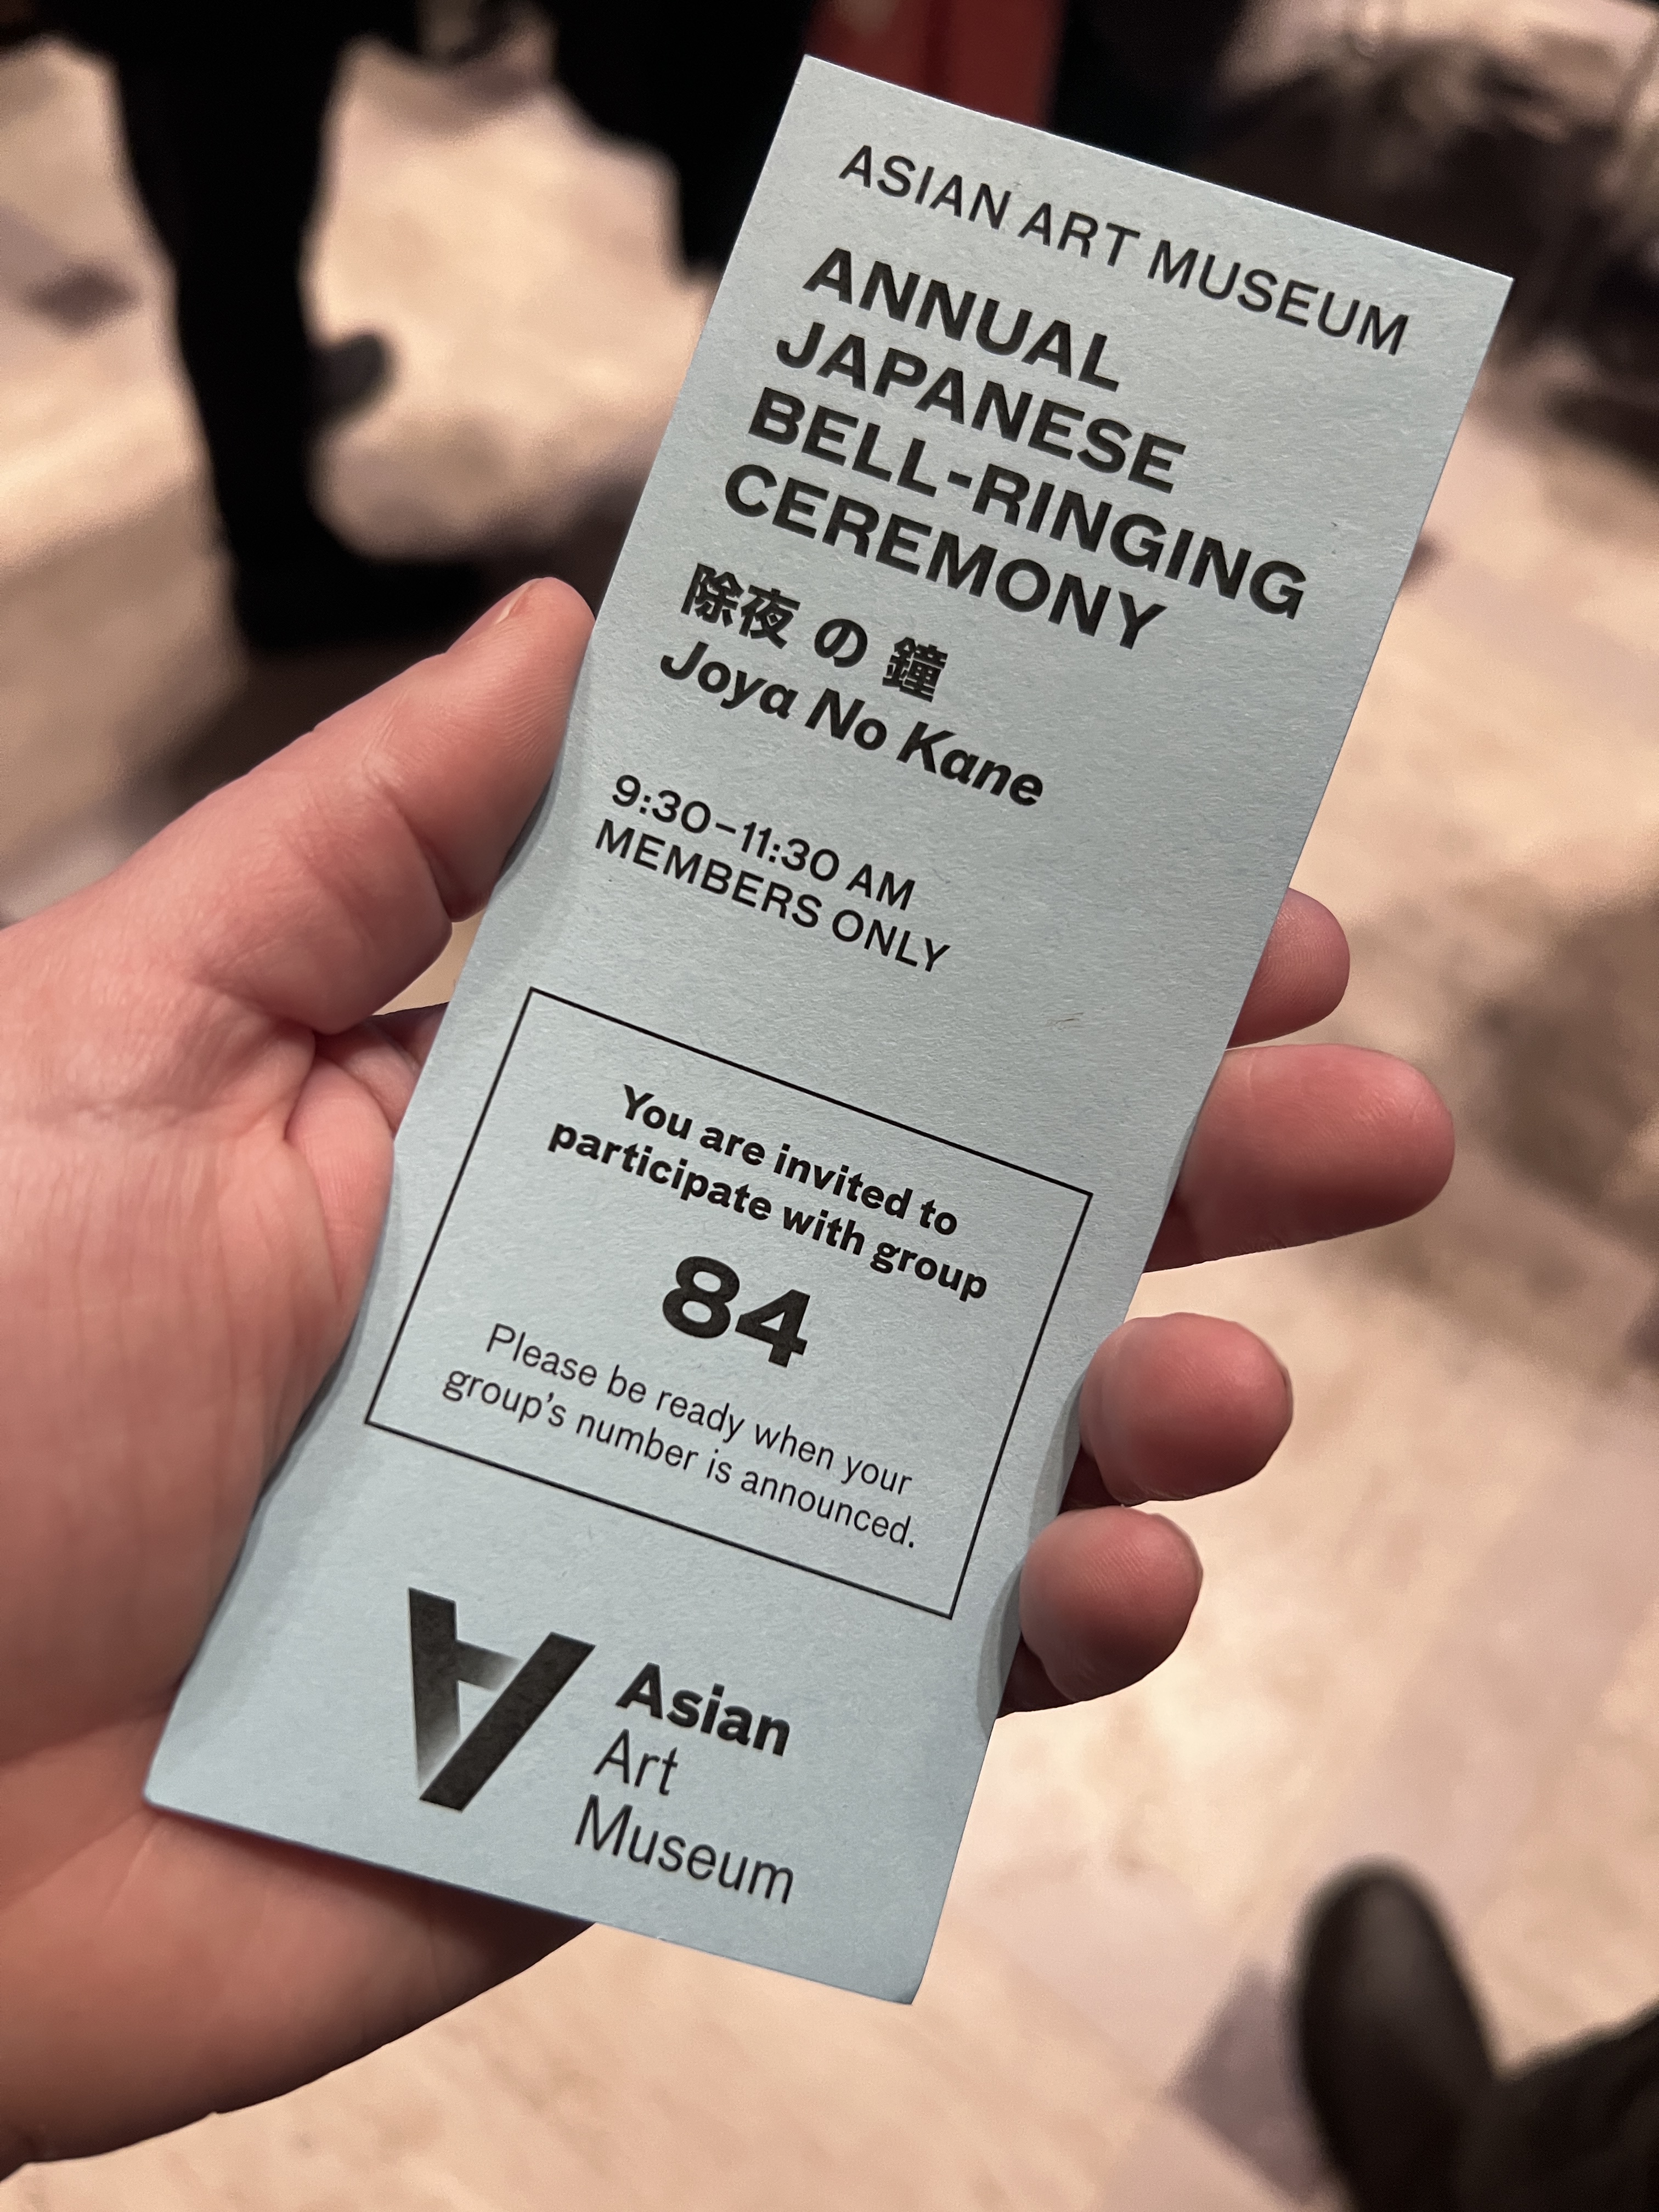 ASIAN ART MUSEUM
ANNUAL
JAPANESE
BELL-RINGING
CEREMONY
除夜 の 鐘
Joya No Kane
9:30–11:30 AM
MEMBERS ONLY
You are invited to
participate with group
84
Please be ready when your
group’s number is announced.
Asian
Art
Museum